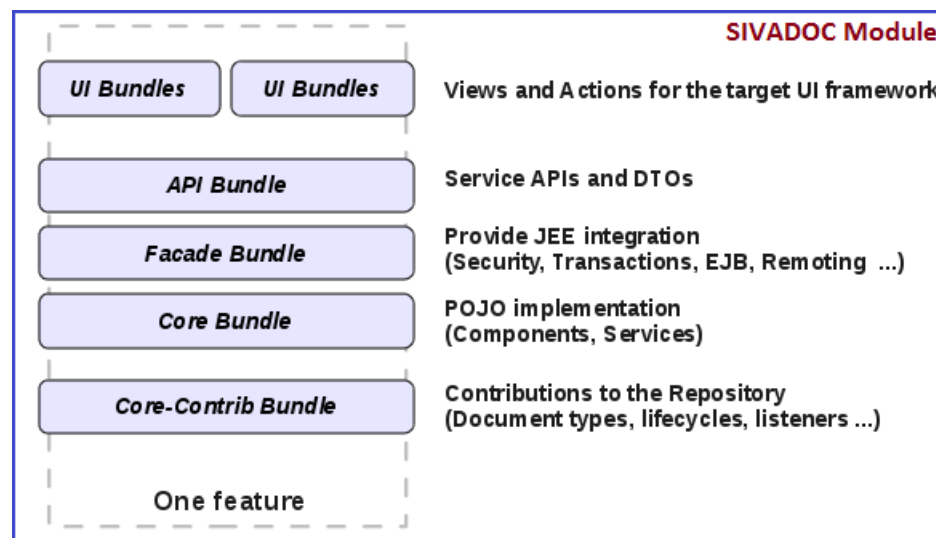 SIVADOC Module
UI Bundles UI Bundles Views and Actions for the target UI framework
API Bundle Service APIs and DTOs
Facade Bundle Provide JEE integration
(Security, Transactions, EJB, Remoting ...)
Core Bundle POJO implementation
(Components, Services)
Core-Contrib Bundle Contributions to the Repository
(Document types, lifecycles, listeners ...)
One feature